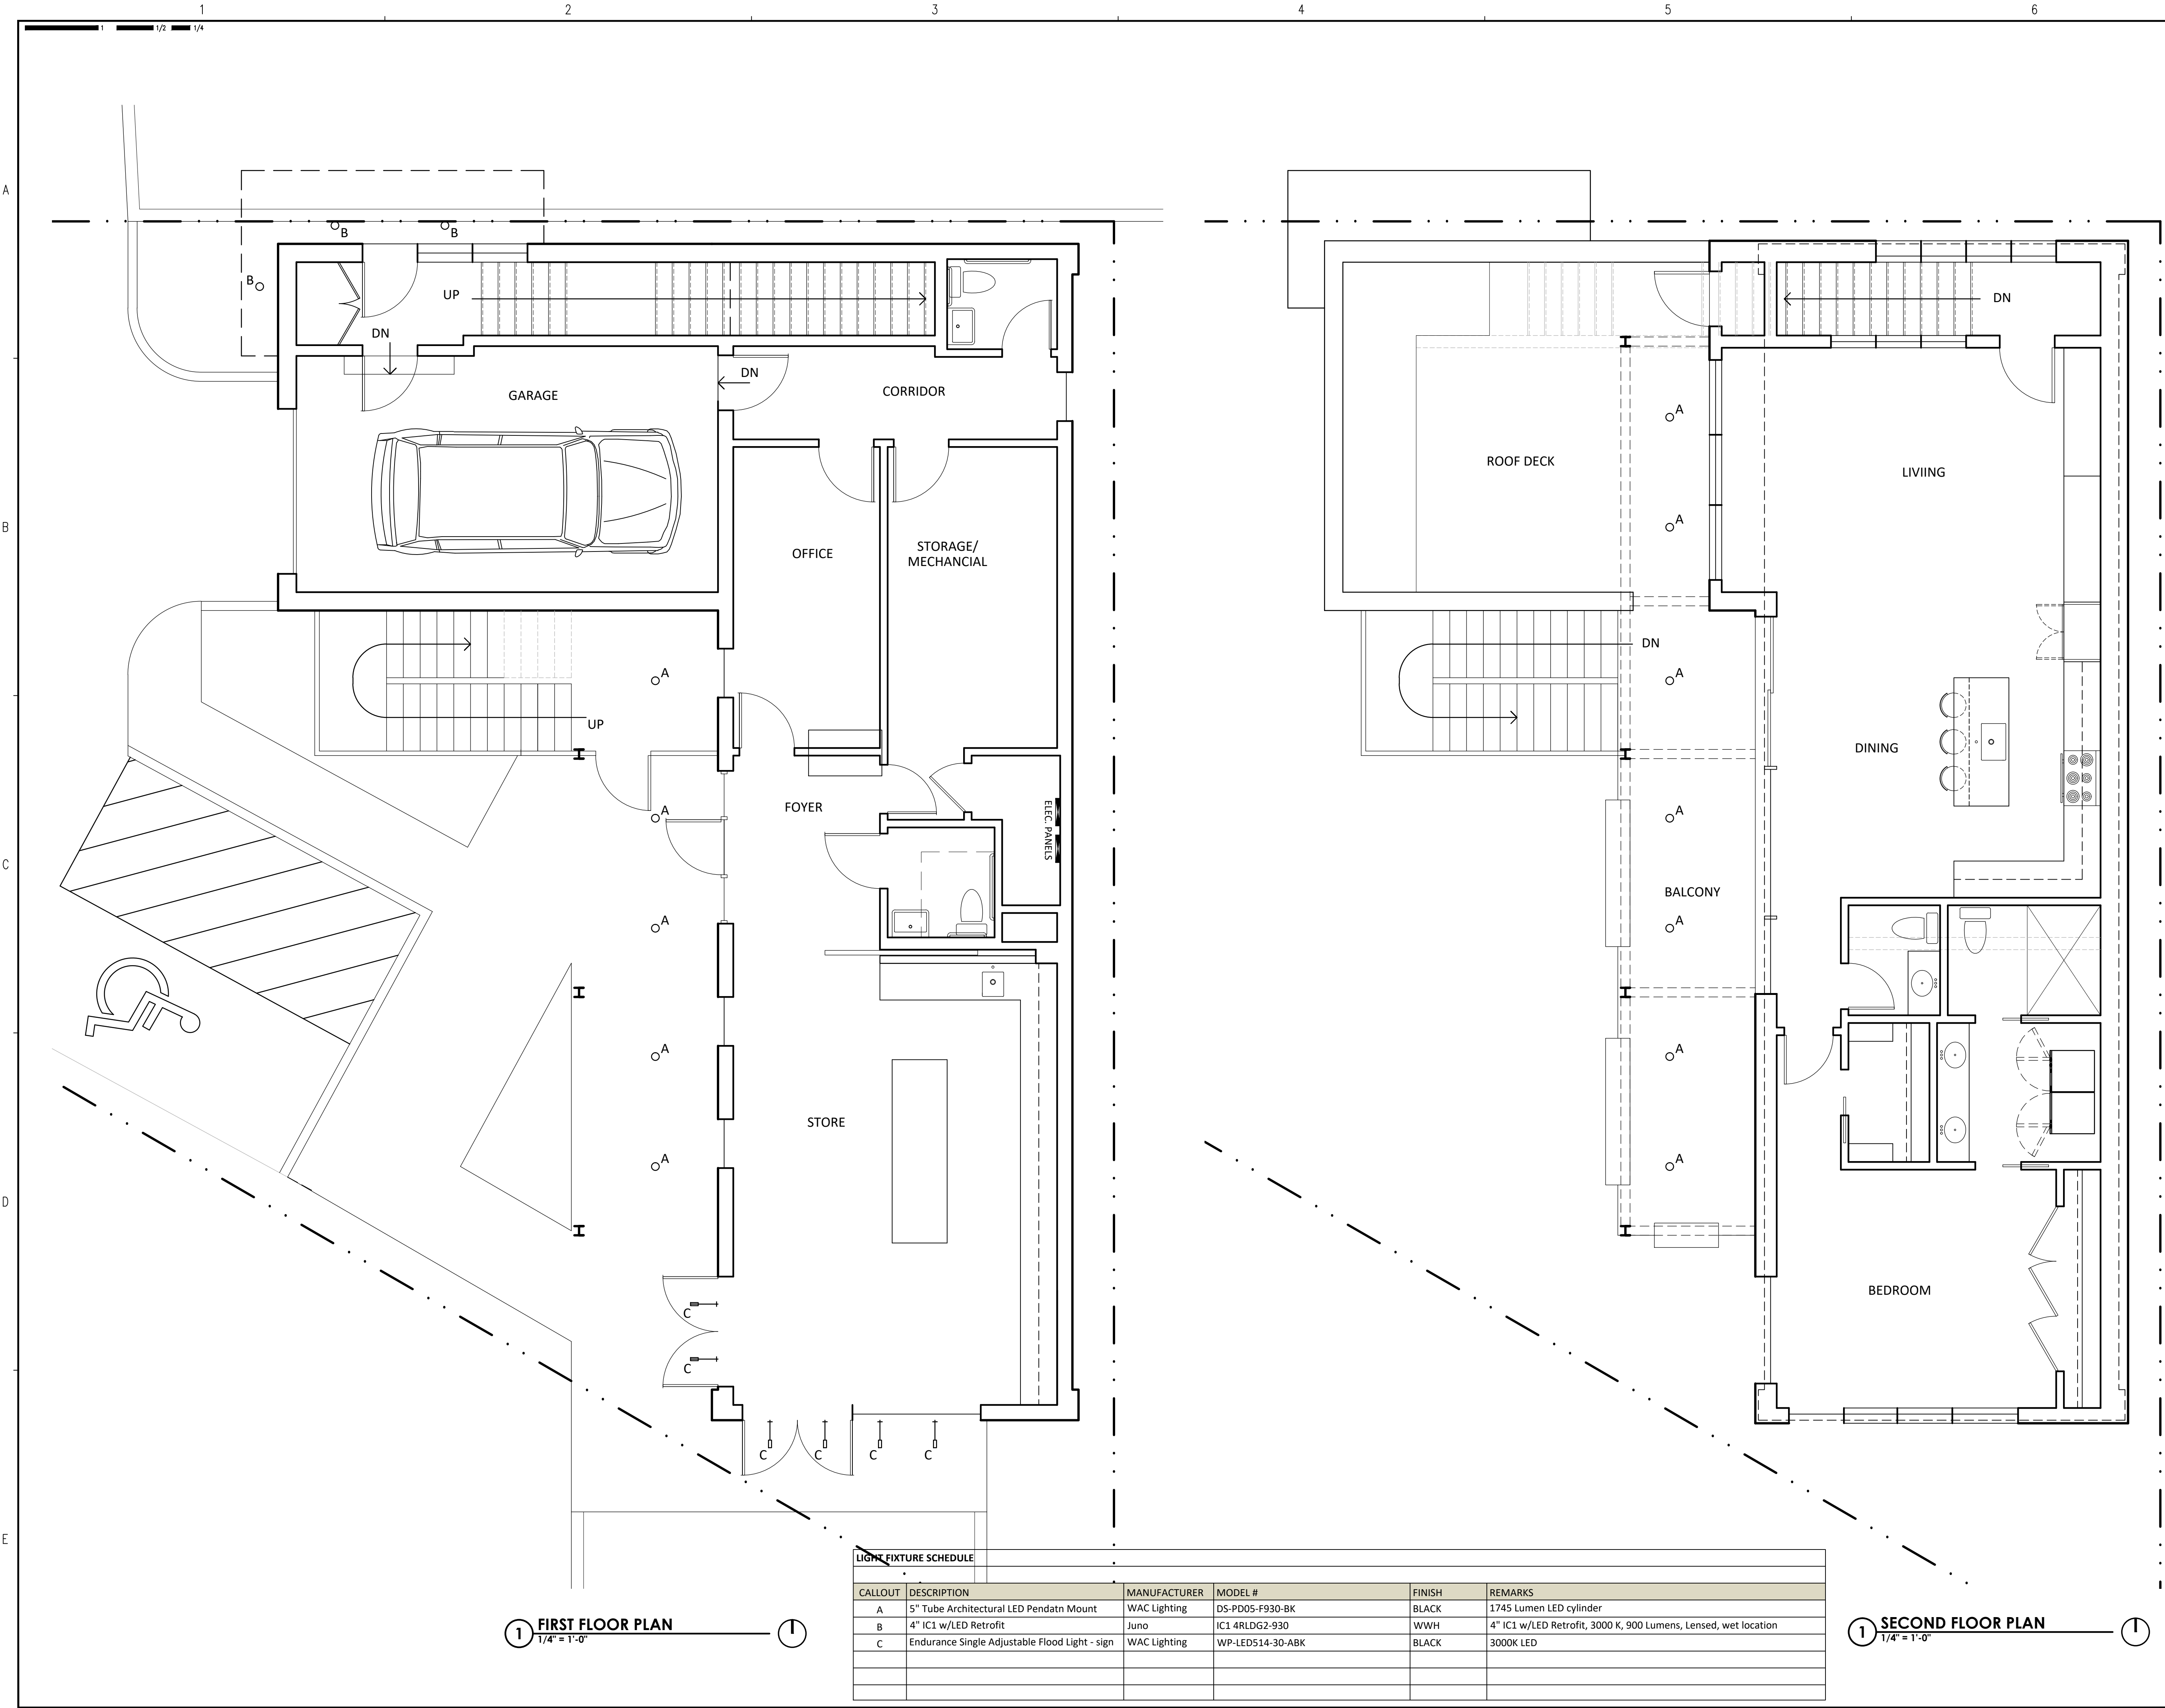 1 2 3 4 5 6
1 1/2 1/4
A
B
C
D
E
B B
B
UP
DN
DN
GARAGE
CORRIDOR
OFFICE
STORAGE/
MECHANCIAL
A
UP
A
FOYER
ELEC. PANELS
A
A
STORE
A
C
C
C C C C
1 FIRST FLOOR PLAN
1/4" = 1'-0"
DN
A
ROOF DECK
LIVIING
A
DN
A
DINING
A
BALCONY
A
A
A
BEDROOM
LIGHT FIXTURE SCHEDULE
CALLOUT DESCRIPTION MANUFACTURER MODEL # FINISH REMARKS
A 5" Tube Architectural LED Pendatn Mount WAC Lighting DS-PD05-F930-BK BLACK 1745 Lumen LED cylinder
B 4" IC1 w/LED Retrofit Juno IC1 4RLDG2-930 WWH 4" IC1 w/LED Retrofit, 3000 K, 900 Lumens, Lensed, wet location
C Endurance Single Adjustable Flood Light - sign WAC Lighting WP-LED514-30-ABK BLACK 3000K LED
1 SECOND FLOOR PLAN
1/4" = 1'-0"